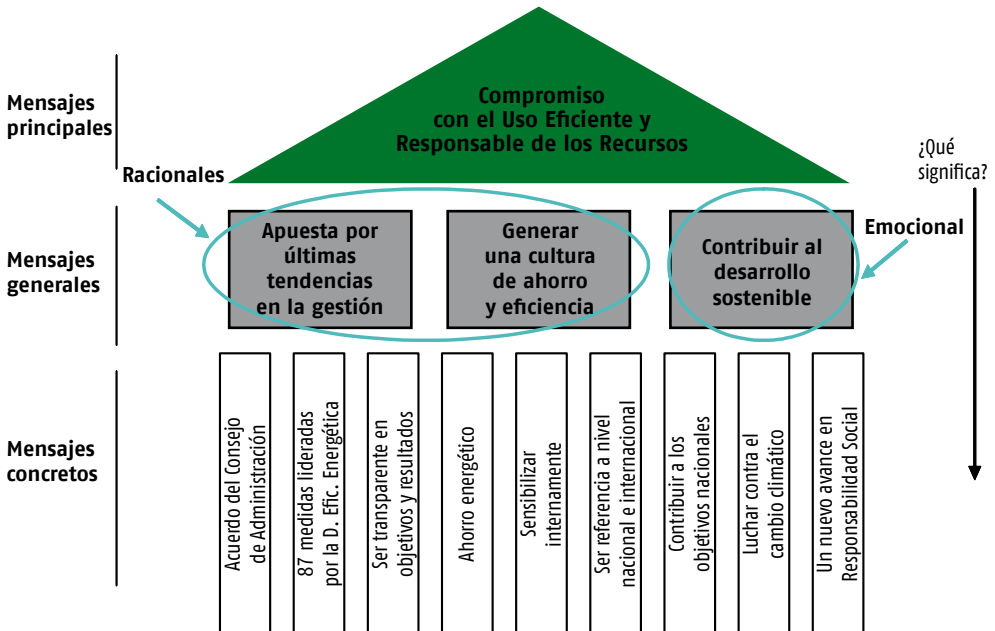 Mensajes
principales
Compromiso
con el Uso Eficiente y
Responsable de los Recursos
¿Qué
significa?
Racionales
Mensajes
generales
Apuesta por
últimas
tendencias
en la gestión
Generar
una cultura
de ahorro
y eficiencia
Contribuir al
desarrollo
sostenible
Emocional
Mensajes
concretos
Acuerdo del Consejo
de Administración
87 medidas lideradas
por la D. Efic. Energética
Ser transparente en
objetivos y resultados
Ahorro energético
Sensibilizar
internamente
Ser referencia a nivel
nacional e internacional
Contribuir a los
objetivos nacionales
Luchar contra el
cambio climático
Un nuevo avance en
Responsabilidad Social